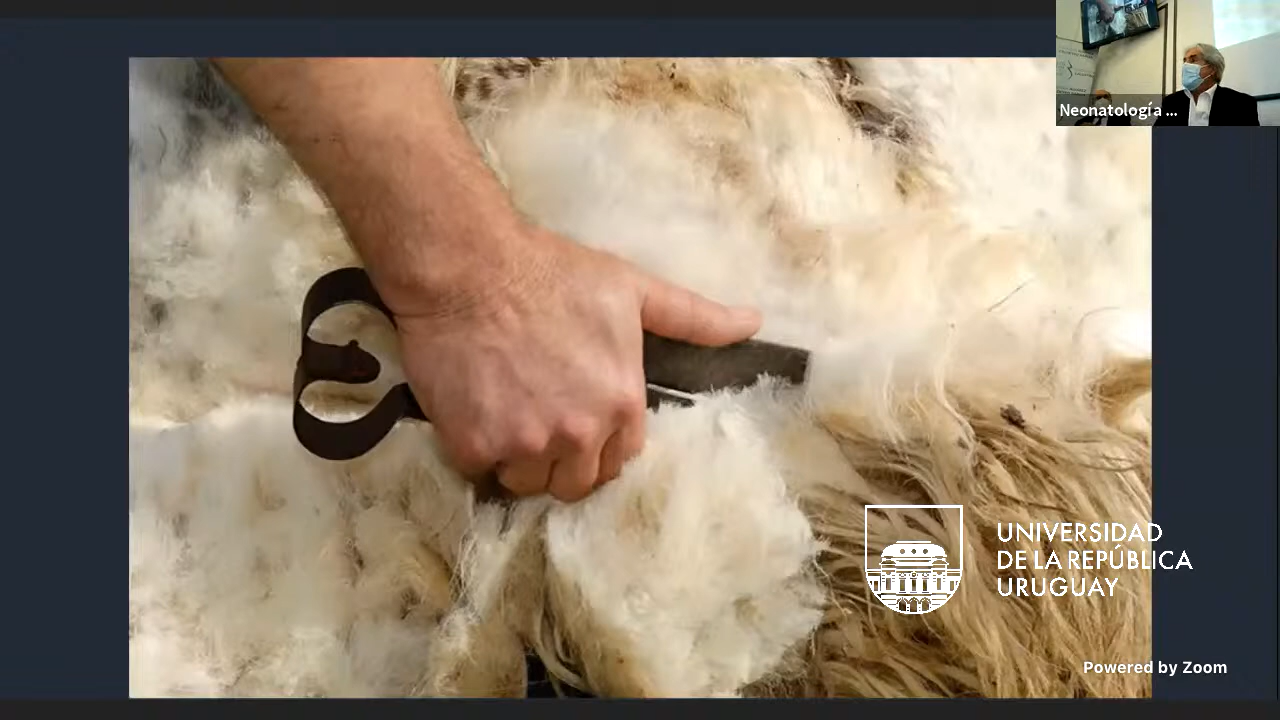 Neonatología ...
UNIVERSIDAD
DE LA REPÚBLICA
URUGUAY
Powered by Zoom